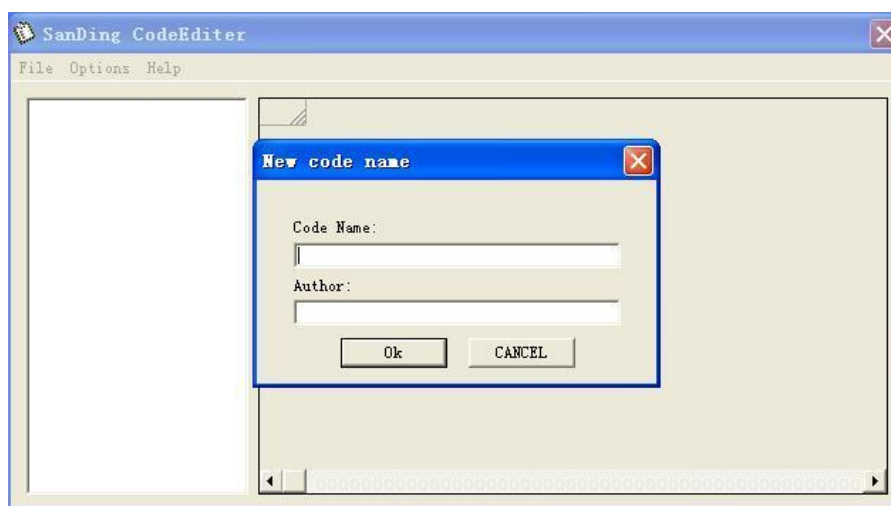 SanDing CodeEditer
File Options Help
New code name
Code Name:
Author:
Ok CANCEL